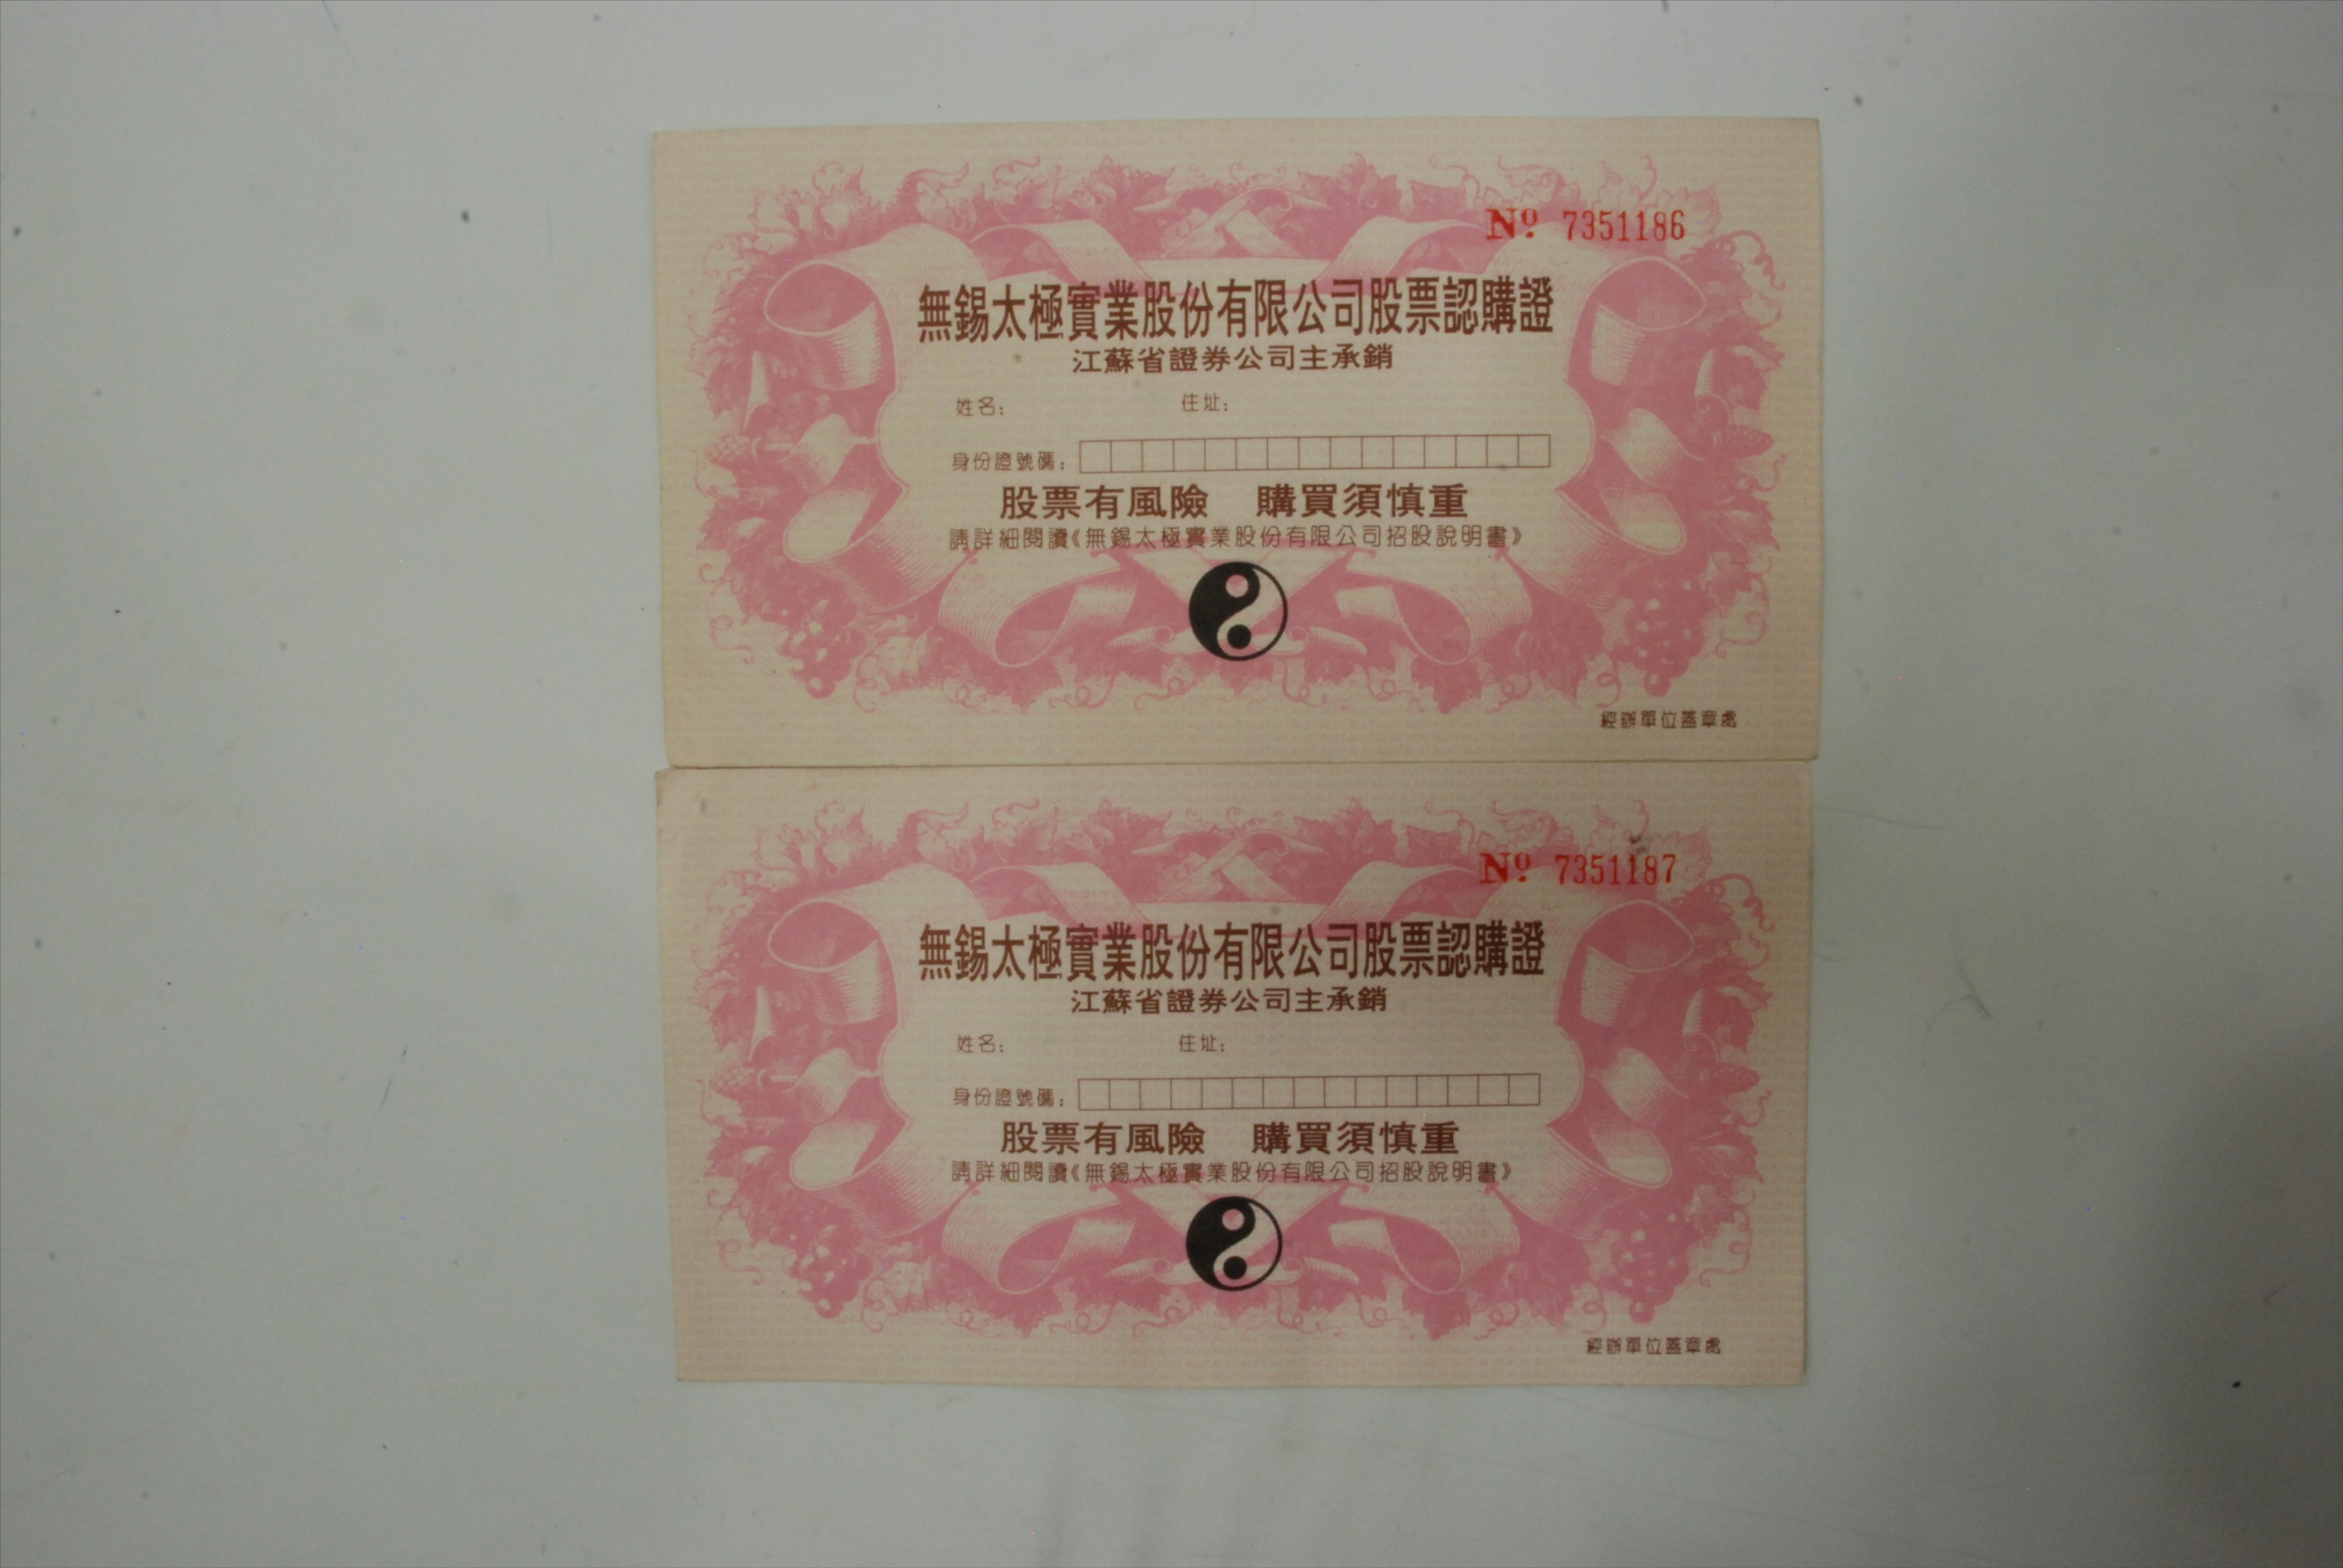 Nº 7351186
無錫太極實業股份有限公司股票認購證
江蘇省證券公司主承銷
姓名： 住址：
身份證號碼：
股票有風險 購買須慎重
請詳細閱讀《無錫太極實業股份有限公司招股說明書》
經辦單位蓋章處
Nº 7351187
無錫太極實業股份有限公司股票認購證
江蘇省證券公司主承銷
姓名： 住址：
身份證號碼：
股票有風險 購買須慎重
請詳細閱讀《無錫太極實業股份有限公司招股說明書》
經辦單位蓋章處